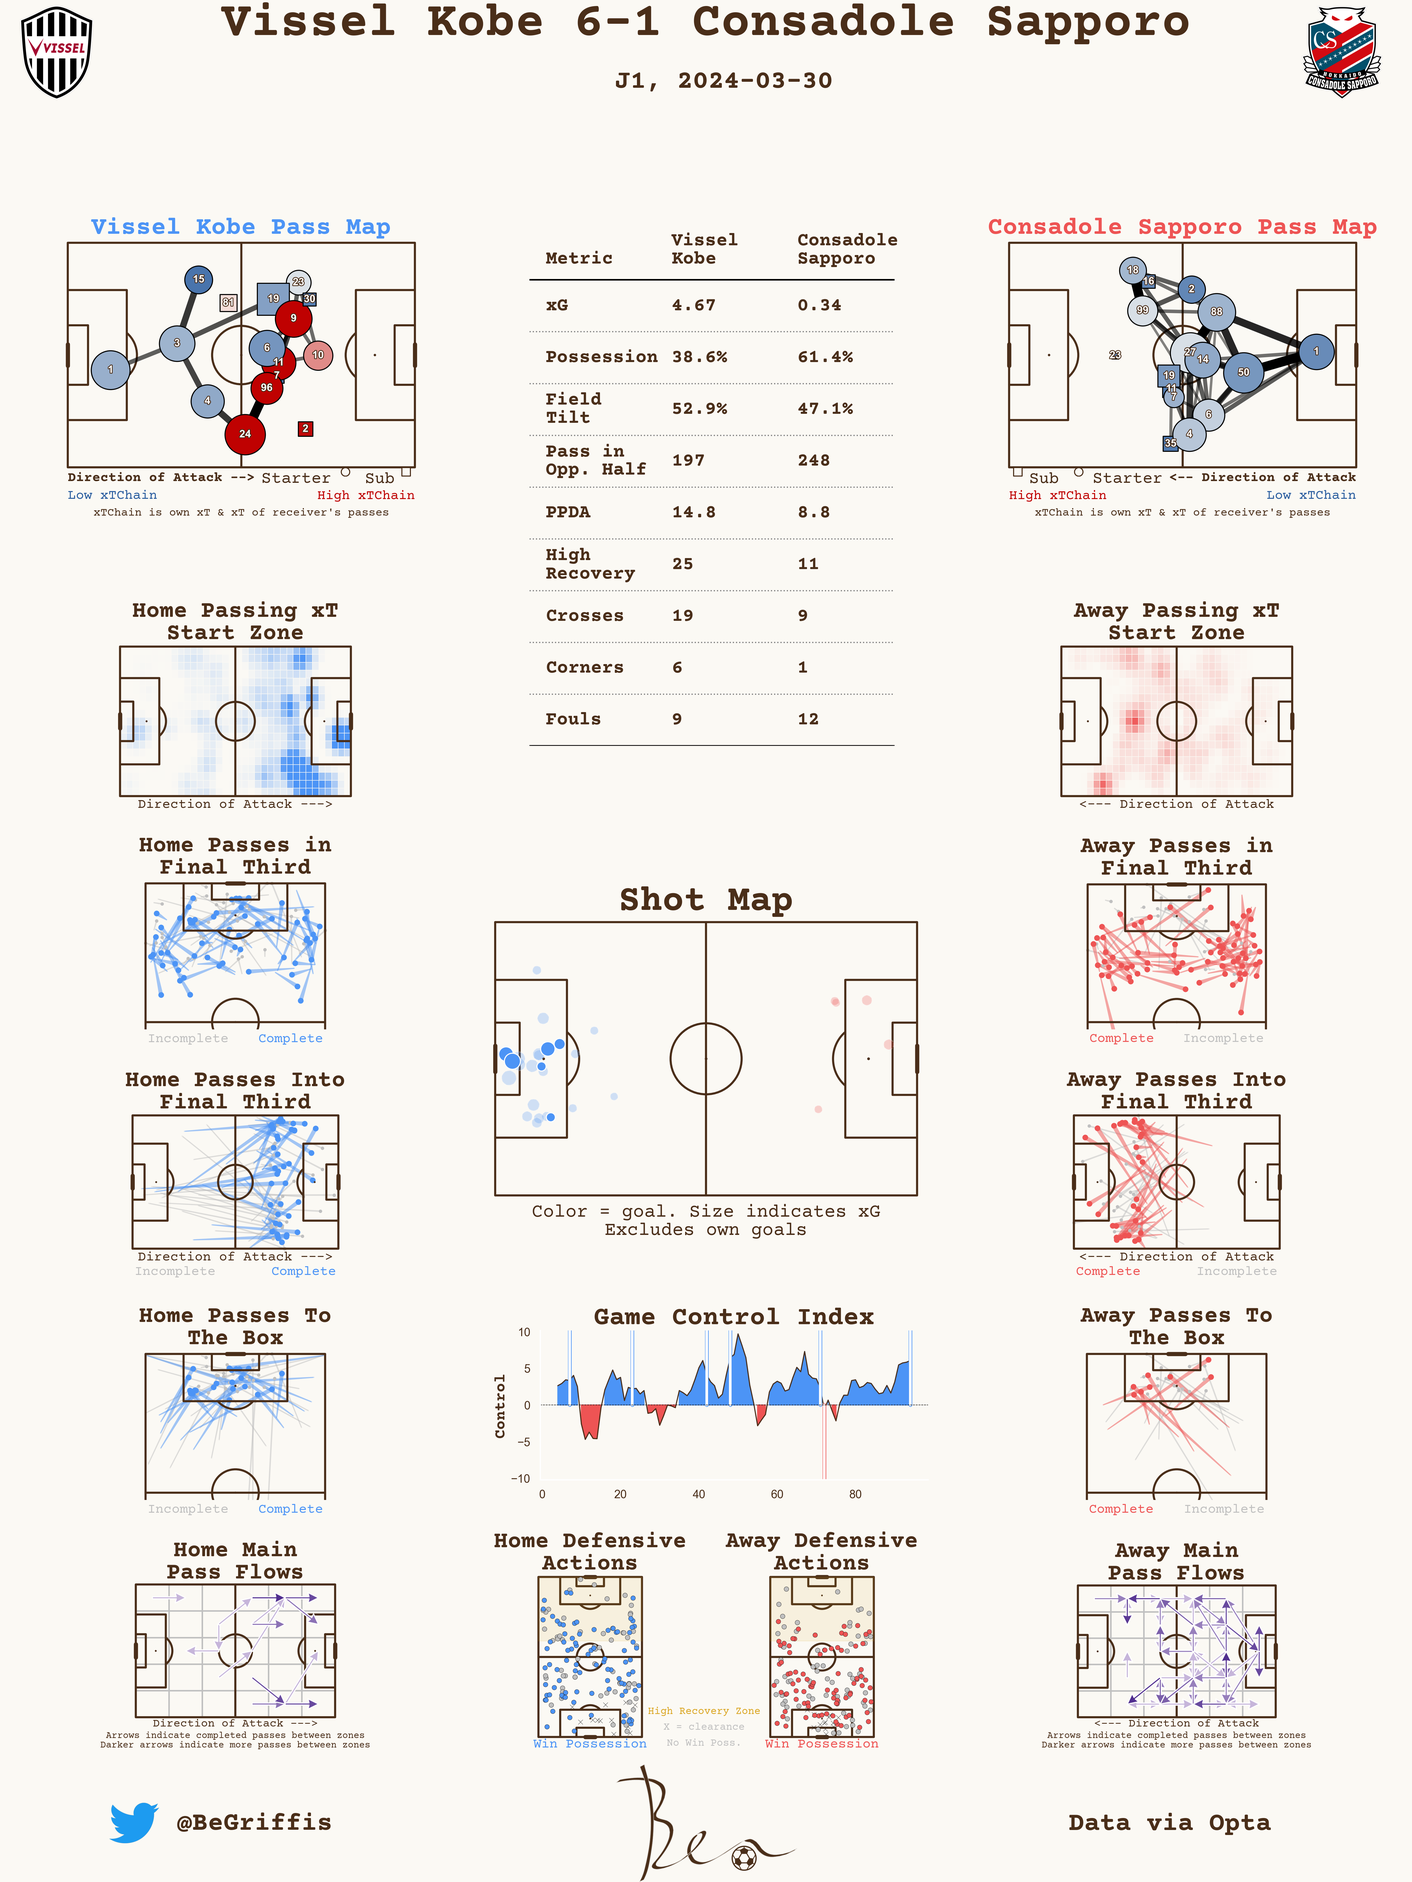 Vissel Kobe 6-1 Consadole Sapporo
J1, 2024-03-30
VISSEL
CS
HOKKAIDO
CONSADOLE SAPPORO
Vissel Kobe Pass Map
15
81
19
23
30
9
3
6
10
11
1
7
96
4
24
2
Direction of Attack --> Starter Sub
Low xTChain High xTChain
xTChain is own xT & xT of receiver's passes
Metric Vissel Kobe Consadole Sapporo
xG 4.67 0.34
Possession 38.6% 61.4%
Field Tilt 52.9% 47.1%
Pass in Opp. Half 197 248
PPDA 14.8 8.8
High Recovery 25 11
Crosses 19 9
Corners 6 1
Fouls 9 12
Consadole Sapporo Pass Map
18
16
2
99
88
27
14
23
1
19
50
11
7
6
4
35
Sub Starter <-- Direction of Attack
High xTChain Low xTChain
xTChain is own xT & xT of receiver's passes
Home Passing xT
Start Zone
Direction of Attack --->
Away Passing xT
Start Zone
<--- Direction of Attack
Home Passes in
Final Third
Incomplete Complete
Away Passes in
Final Third
Complete Incomplete
Shot Map
Color = goal. Size indicates xG
Excludes own goals
Home Passes Into
Final Third
Direction of Attack --->
Incomplete Complete
Away Passes Into
Final Third
<--- Direction of Attack
Complete Incomplete
Home Passes To
The Box
Incomplete Complete
Game Control Index
Control
10
5
0
−5
−10
0 20 40 60 80
Away Passes To
The Box
Complete Incomplete
Home Main
Pass Flows
Direction of Attack --->
Arrows indicate completed passes between zones
Darker arrows indicate more passes between zones
Home Defensive
Actions
Win Possession
High Recovery Zone
X = clearance
No Win Poss.
Away Defensive
Actions
Win Possession
Away Main
Pass Flows
<--- Direction of Attack
Arrows indicate completed passes between zones
Darker arrows indicate more passes between zones
@BeGriffis
Ben
Data via Opta